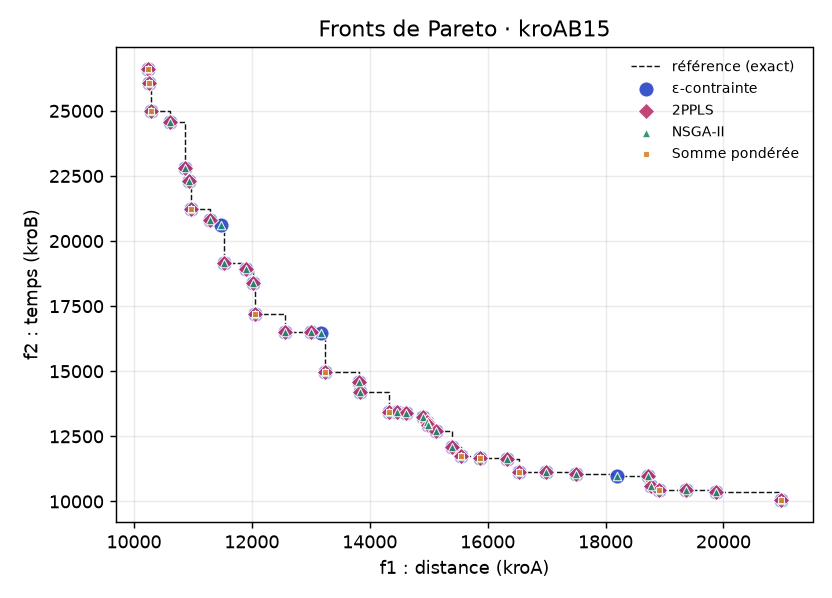 Fronts de Pareto · kroAB15
référence (exact)
ε-contrainte
2PPLS
NSGA-II
Somme pondérée
f2 : temps (kroB)
25000
22500
20000
17500
15000
12500
10000
10000 12000 14000 16000 18000 20000
f1 : distance (kroA)